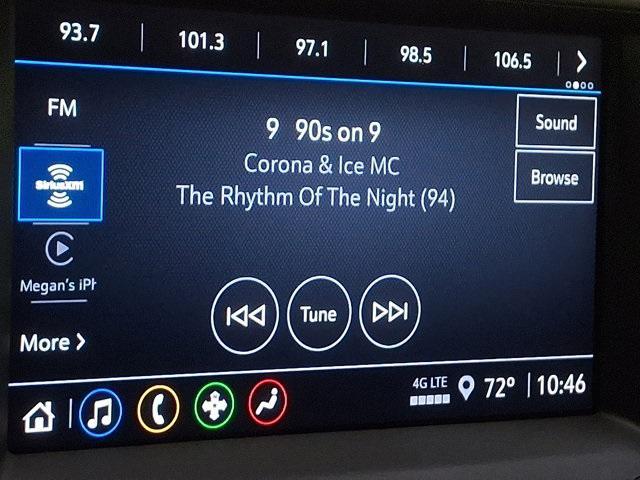 93.7
101.3
97.1
98.5
106.5
FM
9 90s on 9
Sound
Corona & Ice MC
SiriusXM
Browse
The Rhythm Of The Night (94)
Megan's iPh
Tune
More
4G LTE
72°
10:46